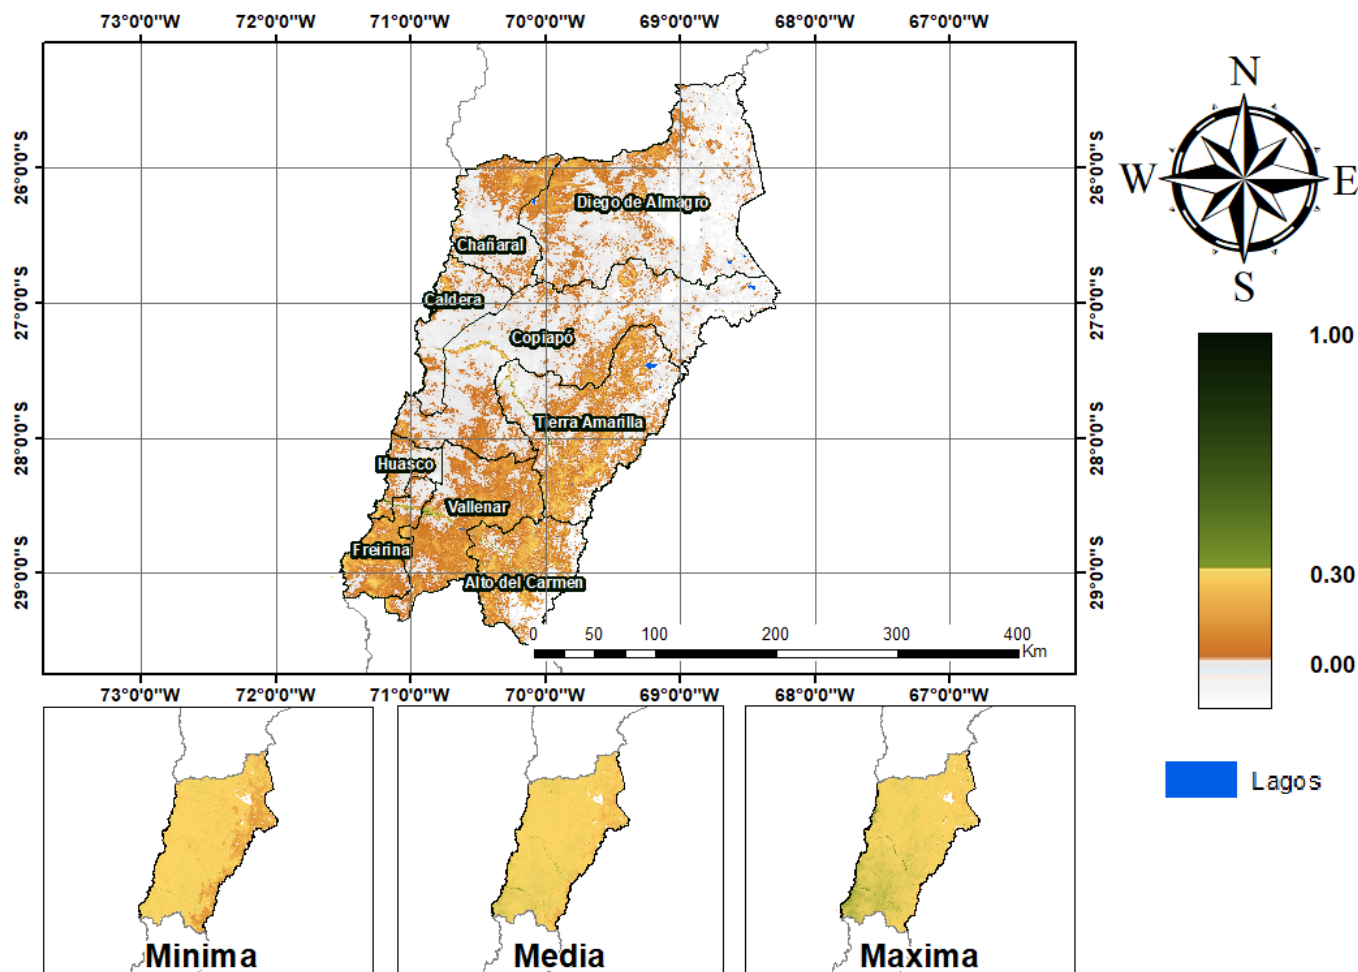 73°0'0"W 72°0'0"W 71°0'0"W 70°0'0"W 69°0'0"W 68°0'0"W 67°0'0"W
N
W E
S
26°0'0"S 26°0'0"S
27°0'0"S 27°0'0"S
28°0'0"S 28°0'0"S
29°0'0"S 29°0'0"S
Diego de Almagro
Chañaral
Caldera
Copiapó
Tierra Amarilla
Huasco
Vallenar
Freirina
Alto del Carmen
0 50 100 200 300 400
Km
73°0'0"W 72°0'0"W 71°0'0"W 70°0'0"W 69°0'0"W 68°0'0"W 67°0'0"W
1.00
0.30
0.00
Lagos
Minima Media Maxima